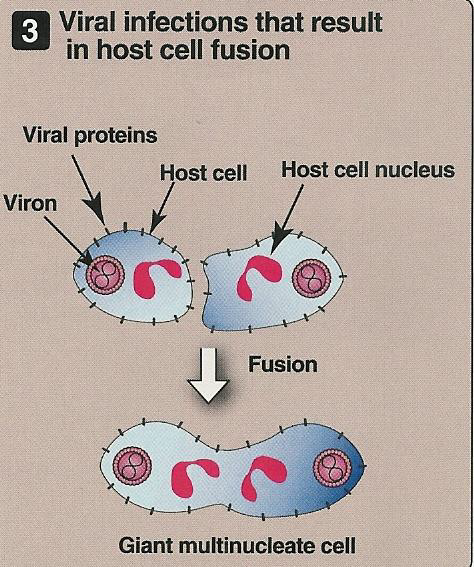 3 Viral infections that result
in host cell fusion
Viral proteins
Host cell
Host cell nucleus
Viron
Fusion
Giant multinucleate cell